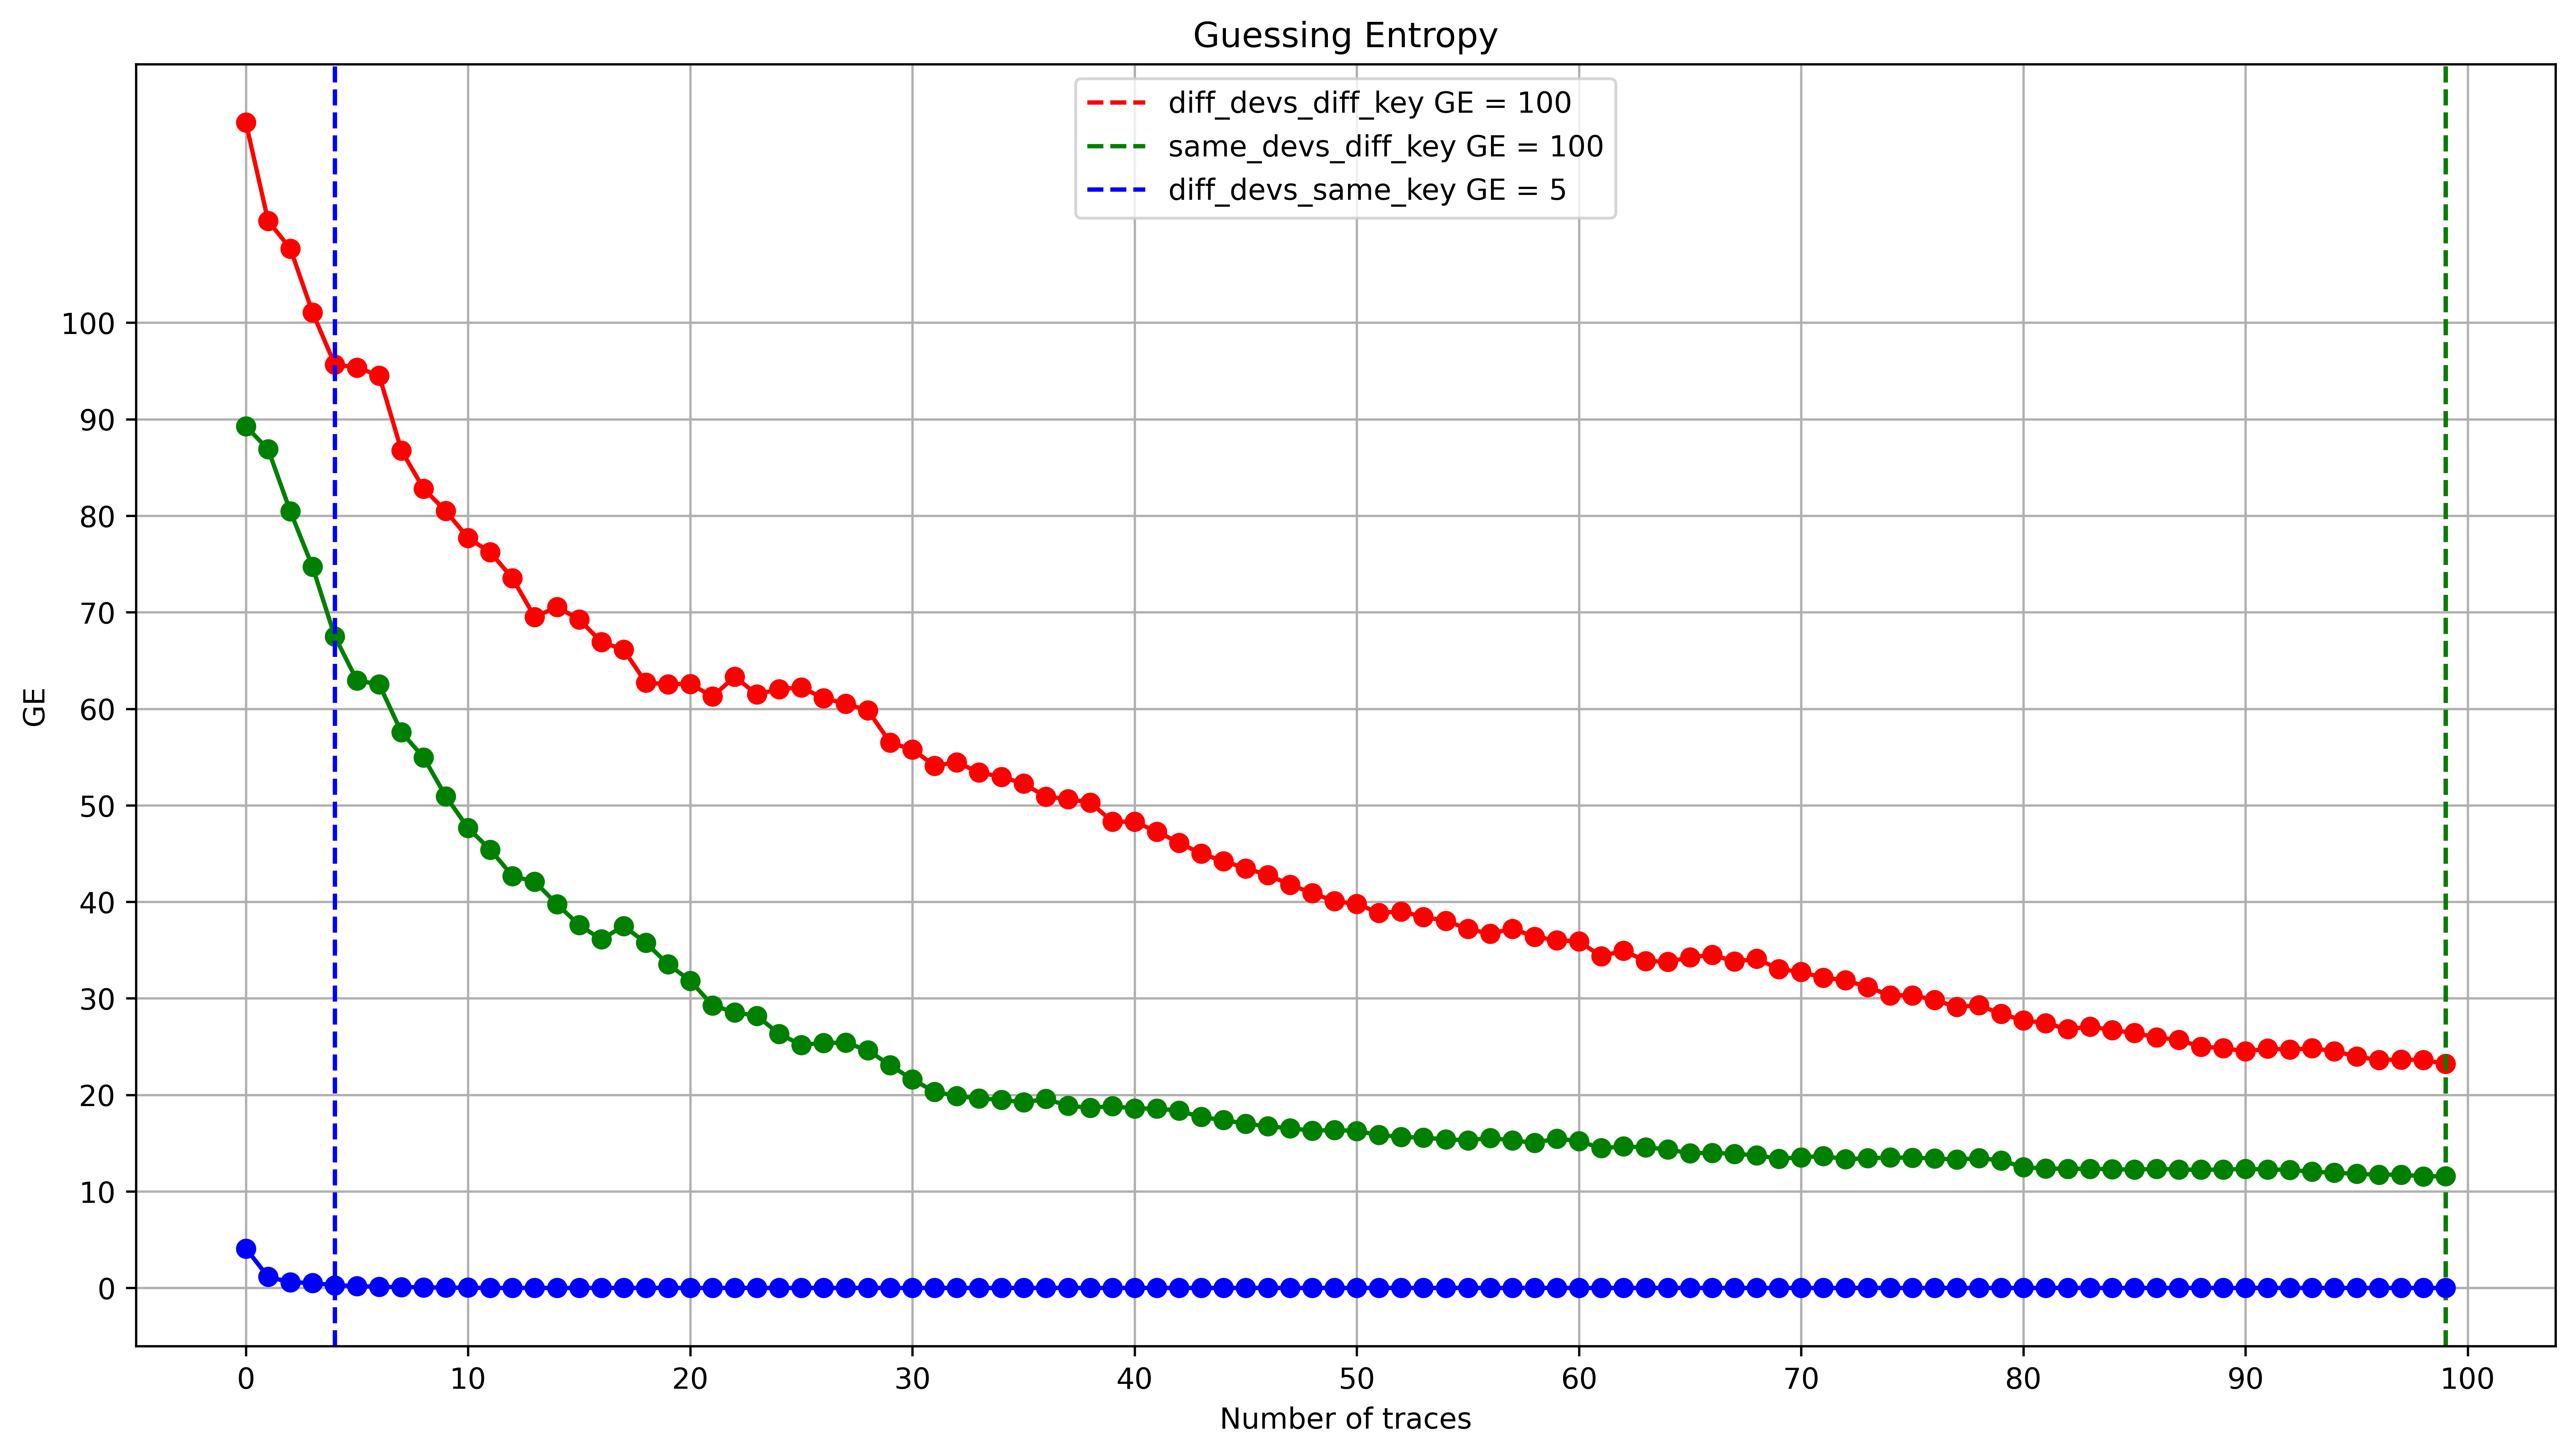 Guessing Entropy
diff_devs_diff_key GE = 100
same_devs_diff_key GE = 100
diff_devs_same_key GE = 5
GE
100
90
80
70
60
50
40
30
20
10
0
0 10 20 30 40 50 60 70 80 90 100
Number of traces